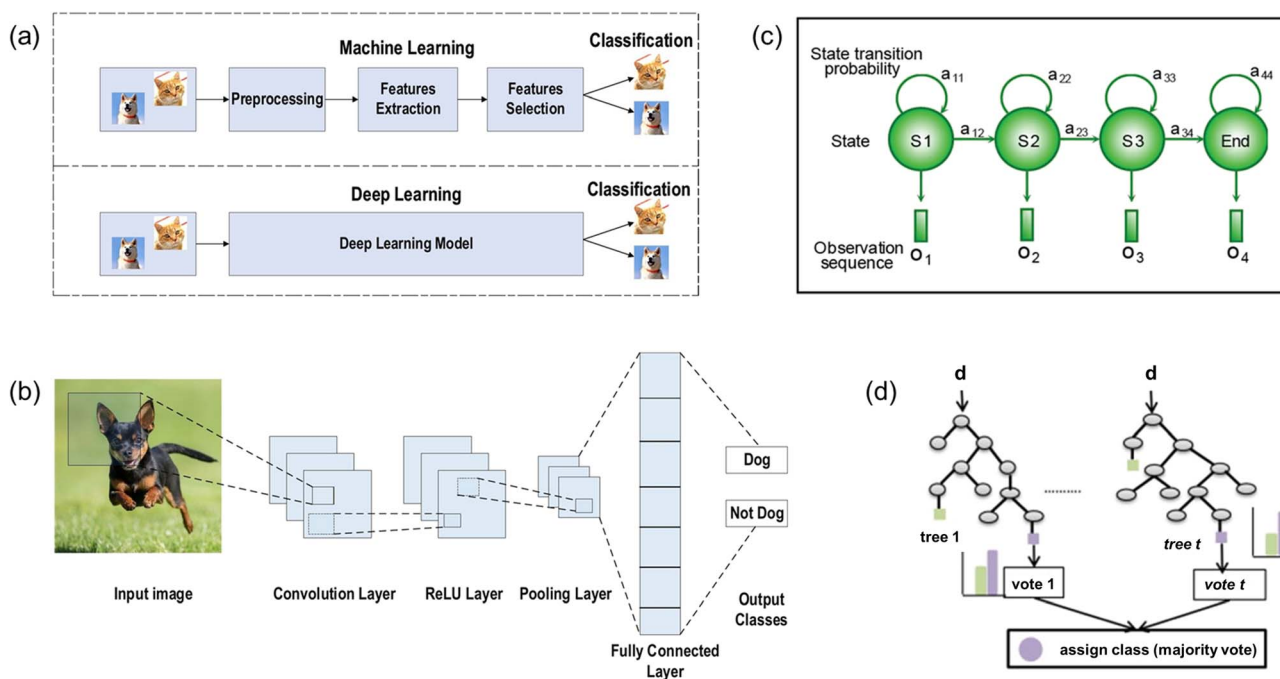 (a)
Machine Learning
Classification
Preprocessing
Features
Extraction
Features
Selection
Deep Learning
Classification
Deep Learning Model
(b)
Input image
Convolution Layer
ReLU Layer
Pooling Layer
Fully Connected
Layer
Dog
Not Dog
Output
Classes
(c)
State transition
probability
a11
a22
a33
a44
State
S1
a12
S2
a23
S3
a34
End
Observation
sequence
O1
O2
O3
O4
(d)
d
d
..........
tree 1
tree t
vote 1
vote t
assign class (majority vote)